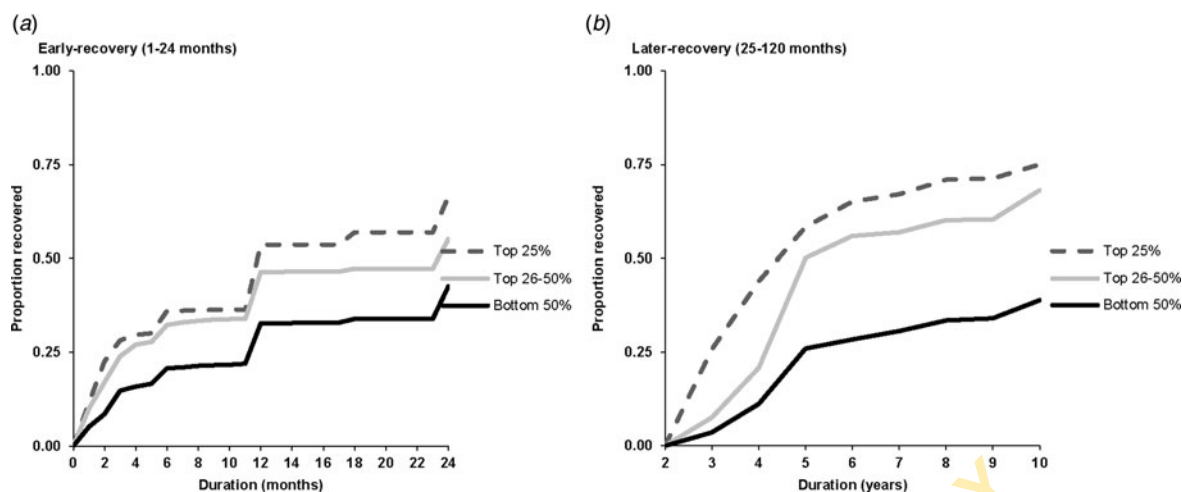 (a)
Early-recovery (1-24 months)
1.00
0.75
0.50
0.25
0.00
Proportion recovered
0 2 4 6 8 10 12 14 16 18 20 22 24
Duration (months)
Top 25%
Top 26-50%
Bottom 50%
(b)
Later-recovery (25-120 months)
1.00
0.75
0.50
0.25
0.00
Proportion recovered
2 3 4 5 6 7 8 9 10
Duration (years)
Top 25%
Top 26-50%
Bottom 50%